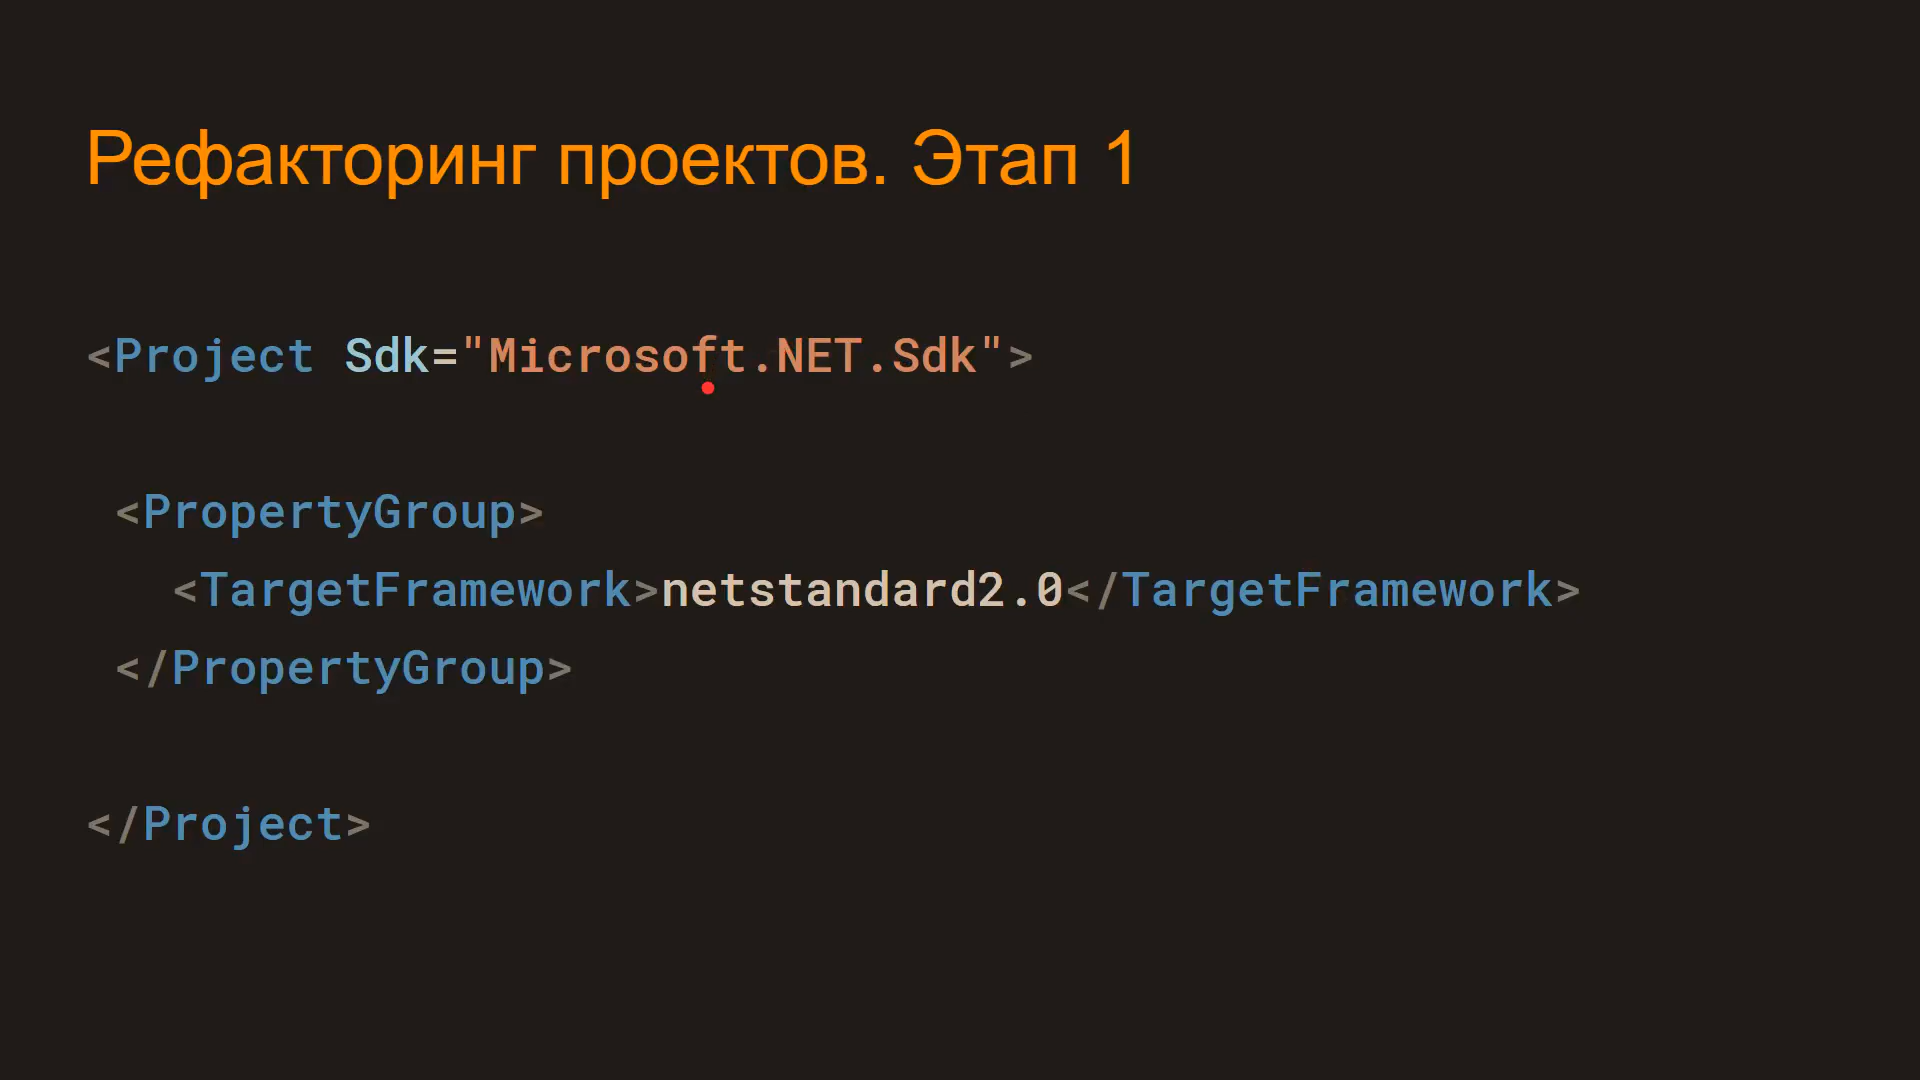 Рефакторинг проектов. Этап 1
<Project Sdk="Microsoft.NET.Sdk">
<PropertyGroup>
<TargetFramework>netstandard2.0</TargetFramework>
</PropertyGroup>
</Project>